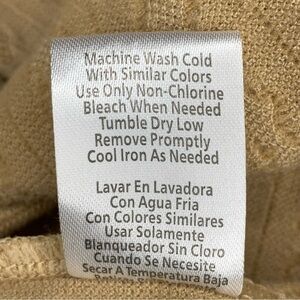 Machine Wash Cold
With Similar Colors
Use Only Non-Chlorine
Bleach When Needed
Tumble Dry Low
Remove Promptly
Cool Iron As Needed
Lavar En Lavadora
Con Agua Fria
Con Colores Similares
Usar Solamente
Blanqueador Sin Cloro
Cuando Se Necesite
Secar A Temperatura Baja